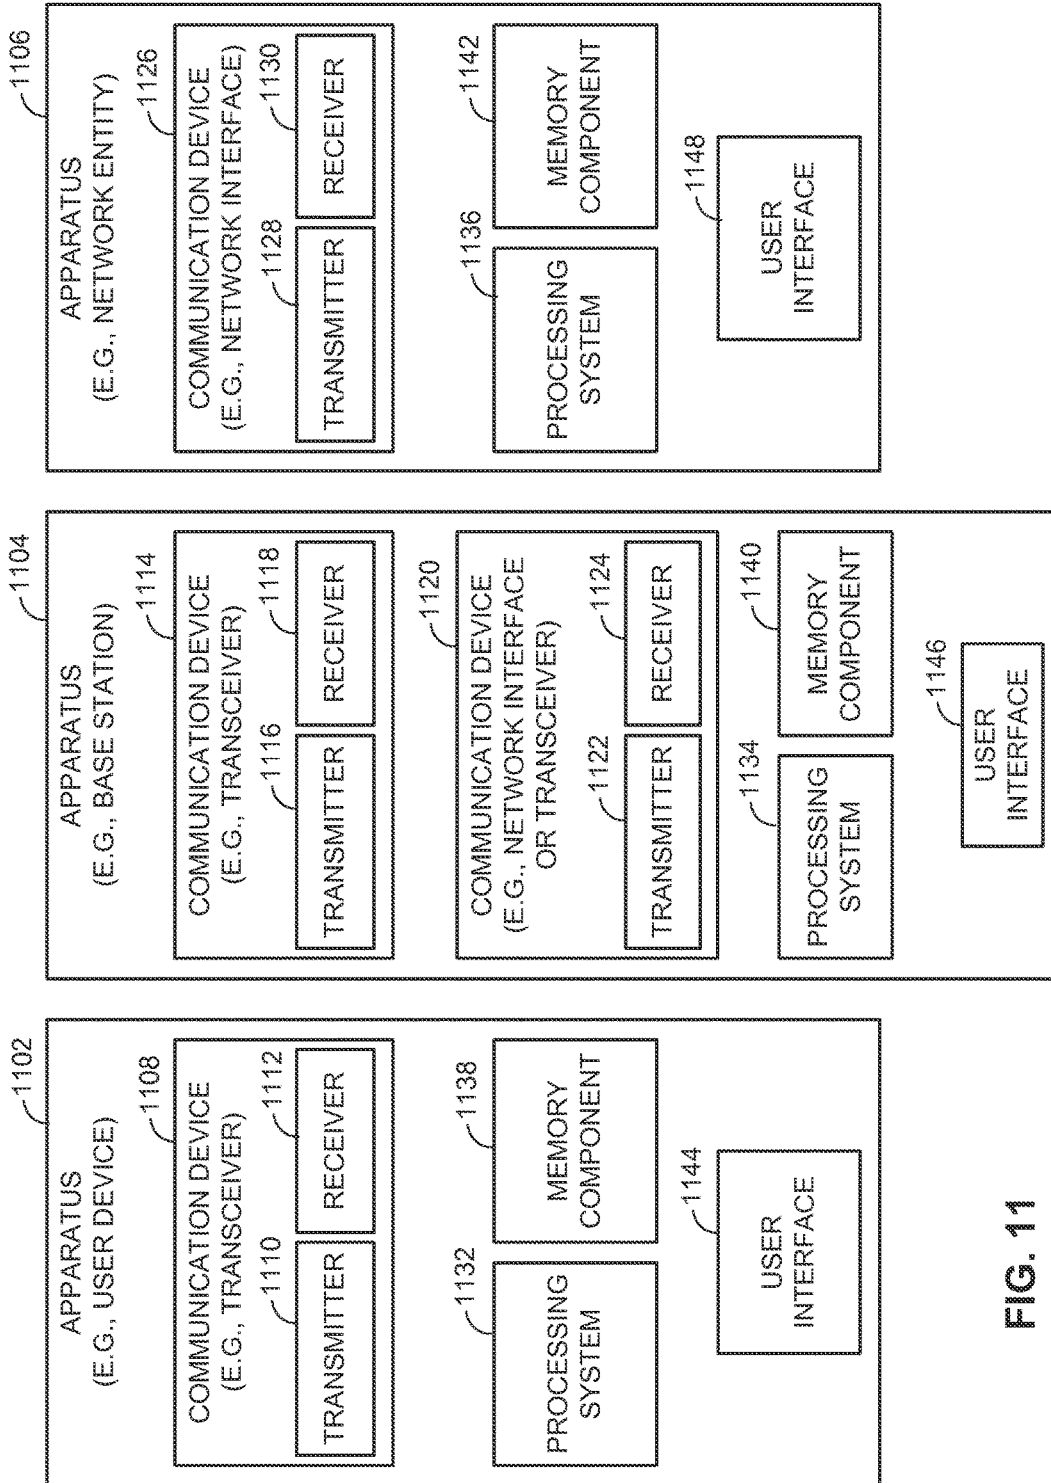 1102
APPARATUS
(E.G., USER DEVICE)
1108
COMMUNICATION DEVICE
(E.G., TRANSCEIVER)
1110
1112
TRANSMITTER
RECEIVER
1132
1138
PROCESSING
SYSTEM
MEMORY
COMPONENT
1144
USER
INTERFACE
1104
APPARATUS
(E.G., BASE STATION)
1114
COMMUNICATION DEVICE
(E.G., TRANSCEIVER)
1116
1118
TRANSMITTER
RECEIVER
1120
COMMUNICATION DEVICE
(E.G., NETWORK INTERFACE
OR TRANSCEIVER)
1122
1124
TRANSMITTER
RECEIVER
1134
1140
PROCESSING
SYSTEM
MEMORY
COMPONENT
1146
USER
INTERFACE
1106
APPARATUS
(E.G., NETWORK ENTITY)
1126
COMMUNICATION DEVICE
(E.G., NETWORK INTERFACE)
1128
1130
TRANSMITTER
RECEIVER
1136
1142
PROCESSING
SYSTEM
MEMORY
COMPONENT
1148
USER
INTERFACE
FIG. 11